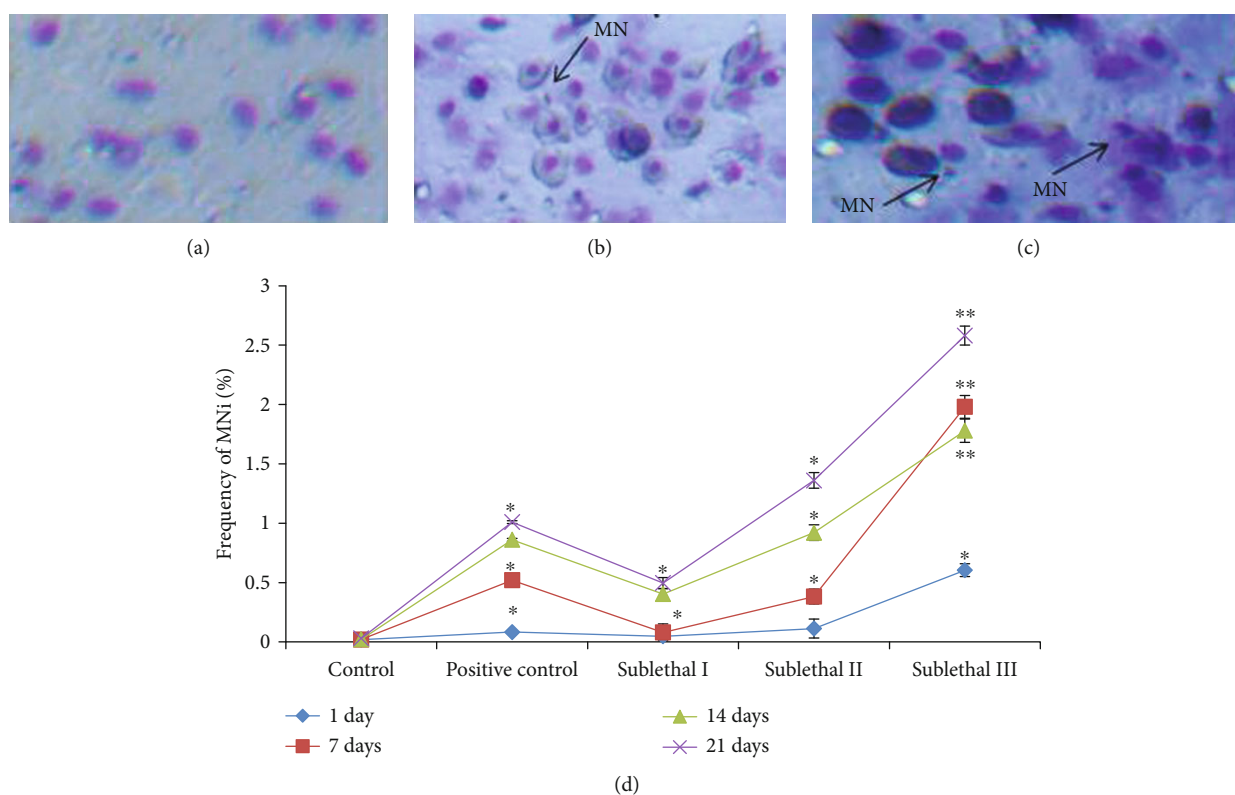 MN
MN
MN
(a)
(b)
(c)
3
2.5
2
1.5
1
0.5
0
Frequency of MNi (%)
**
**
**
*
*
*
*
*
*
*
*
*
Control
Positive control
Sublethal I
Sublethal II
Sublethal III
1 day
14 days
7 days
21 days
(d)